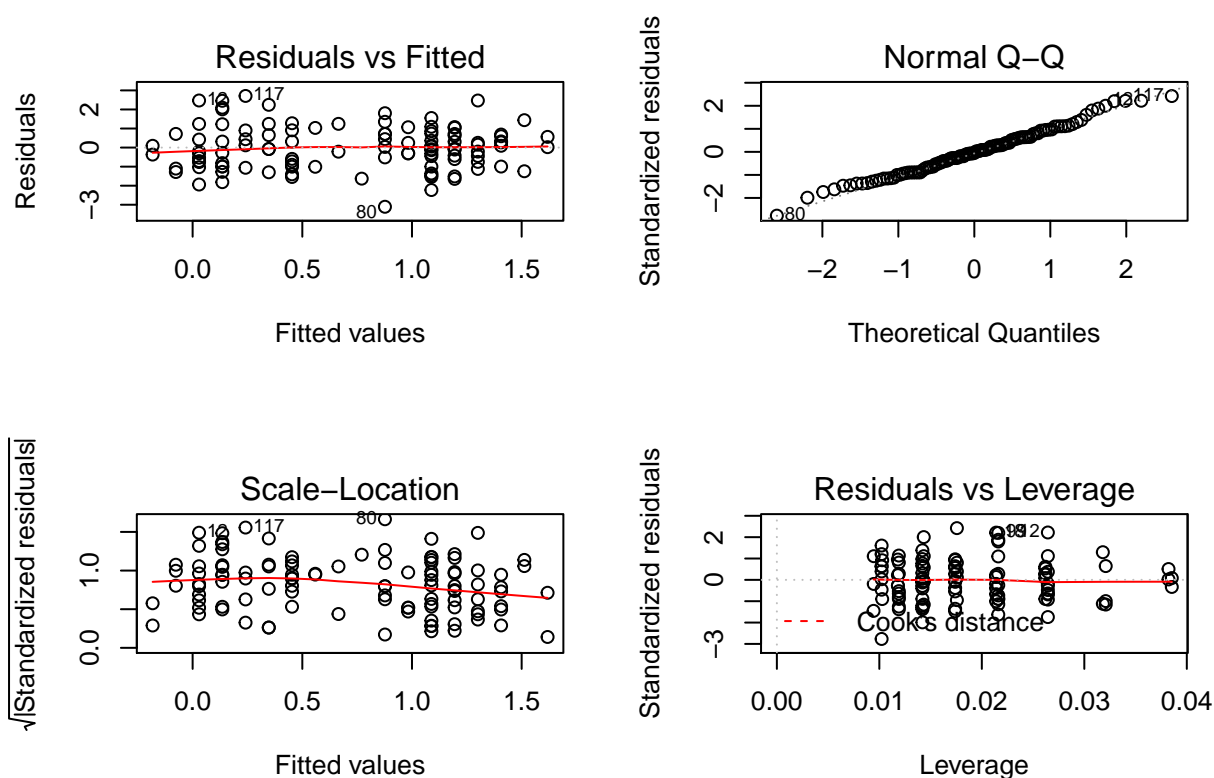 Residuals vs Fitted
Residuals
2
0
−3
12
117
80
0.0 0.5 1.0 1.5
Fitted values
Normal Q−Q
Standardized residuals
2
0
−2
117
80
−2 −1 0 1 2
Theoretical Quantiles
Scale−Location
√|Standardized residuals|
1.0
0.0
12
117
80
0.0 0.5 1.0 1.5
Fitted values
Residuals vs Leverage
Standardized residuals
2
0
−3
Cook's distance
0.00 0.01 0.02 0.03 0.04
Leverage